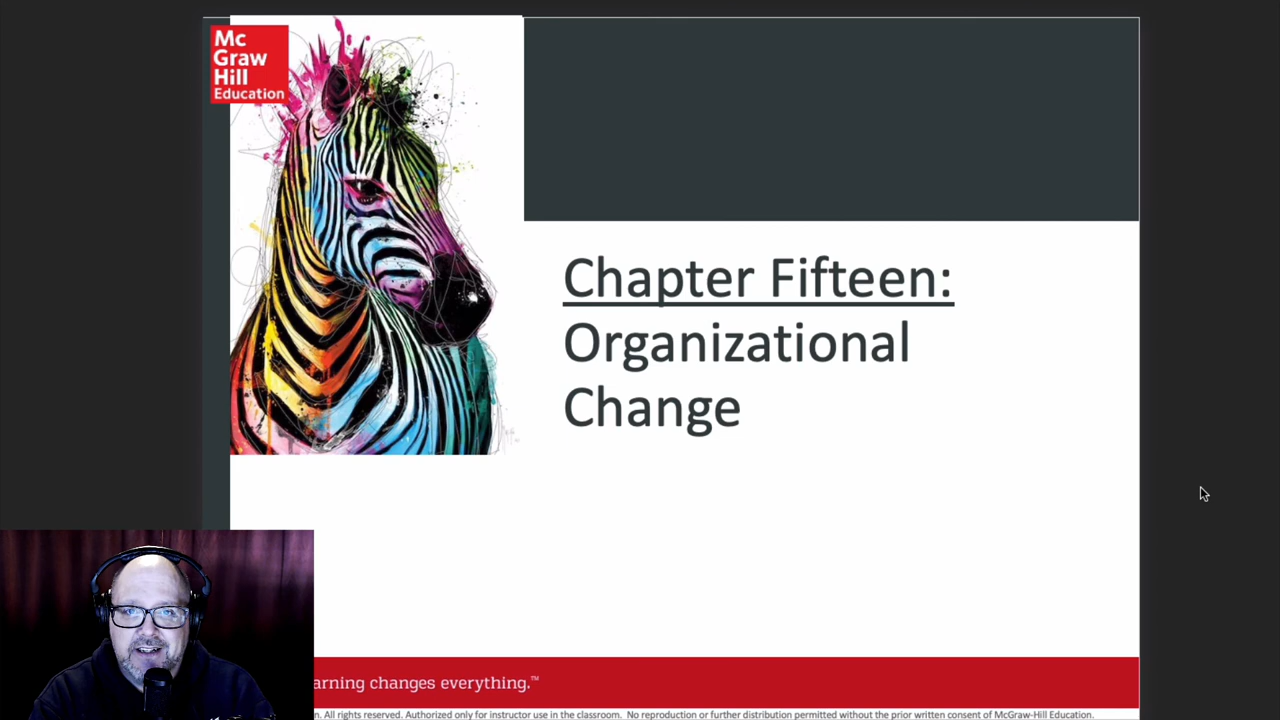 Mc
Graw
Hill
Education
Chapter Fifteen:
Organizational
Change
arning changes everything.™
n. All rights reserved. Authorized only for instructor use in the classroom. No reproduction or further distribution permitted without the prior written consent of McGraw-Hill Education.